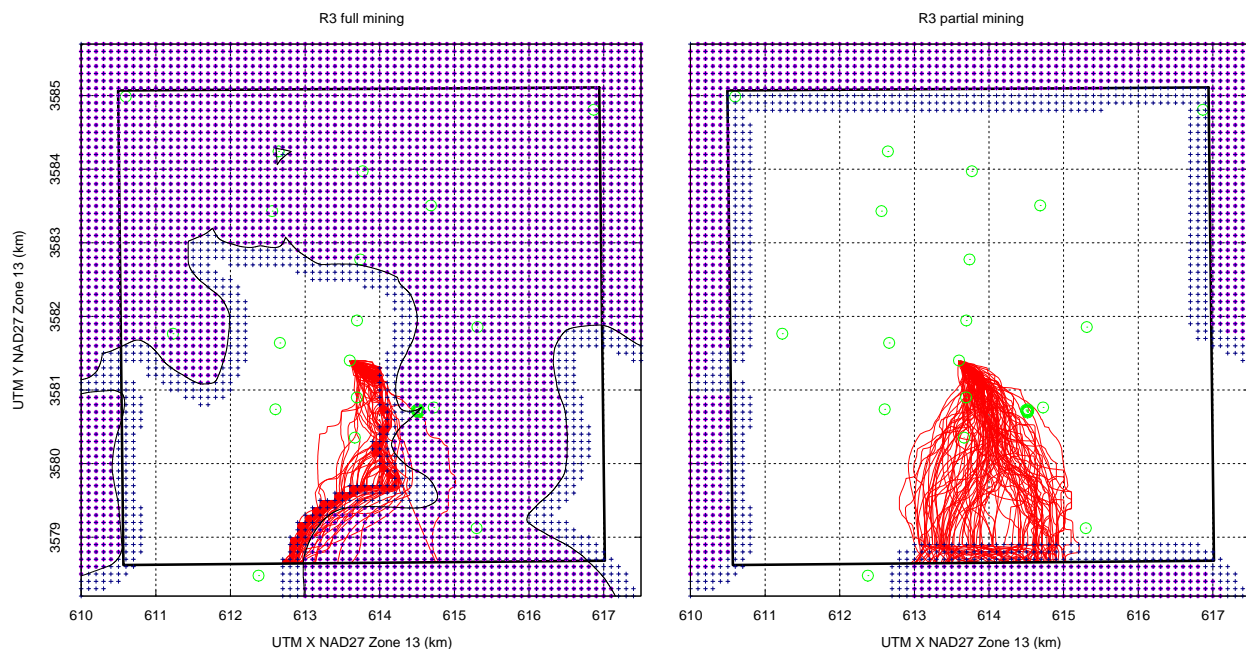 R3 full mining
R3 partial mining
UTM Y NAD27 Zone 13 (km)
3585
3584
3583
3582
3581
3580
3579
610 611 612 613 614 615 616 617
610 611 612 613 614 615 616 617
UTM X NAD27 Zone 13 (km)
UTM X NAD27 Zone 13 (km)